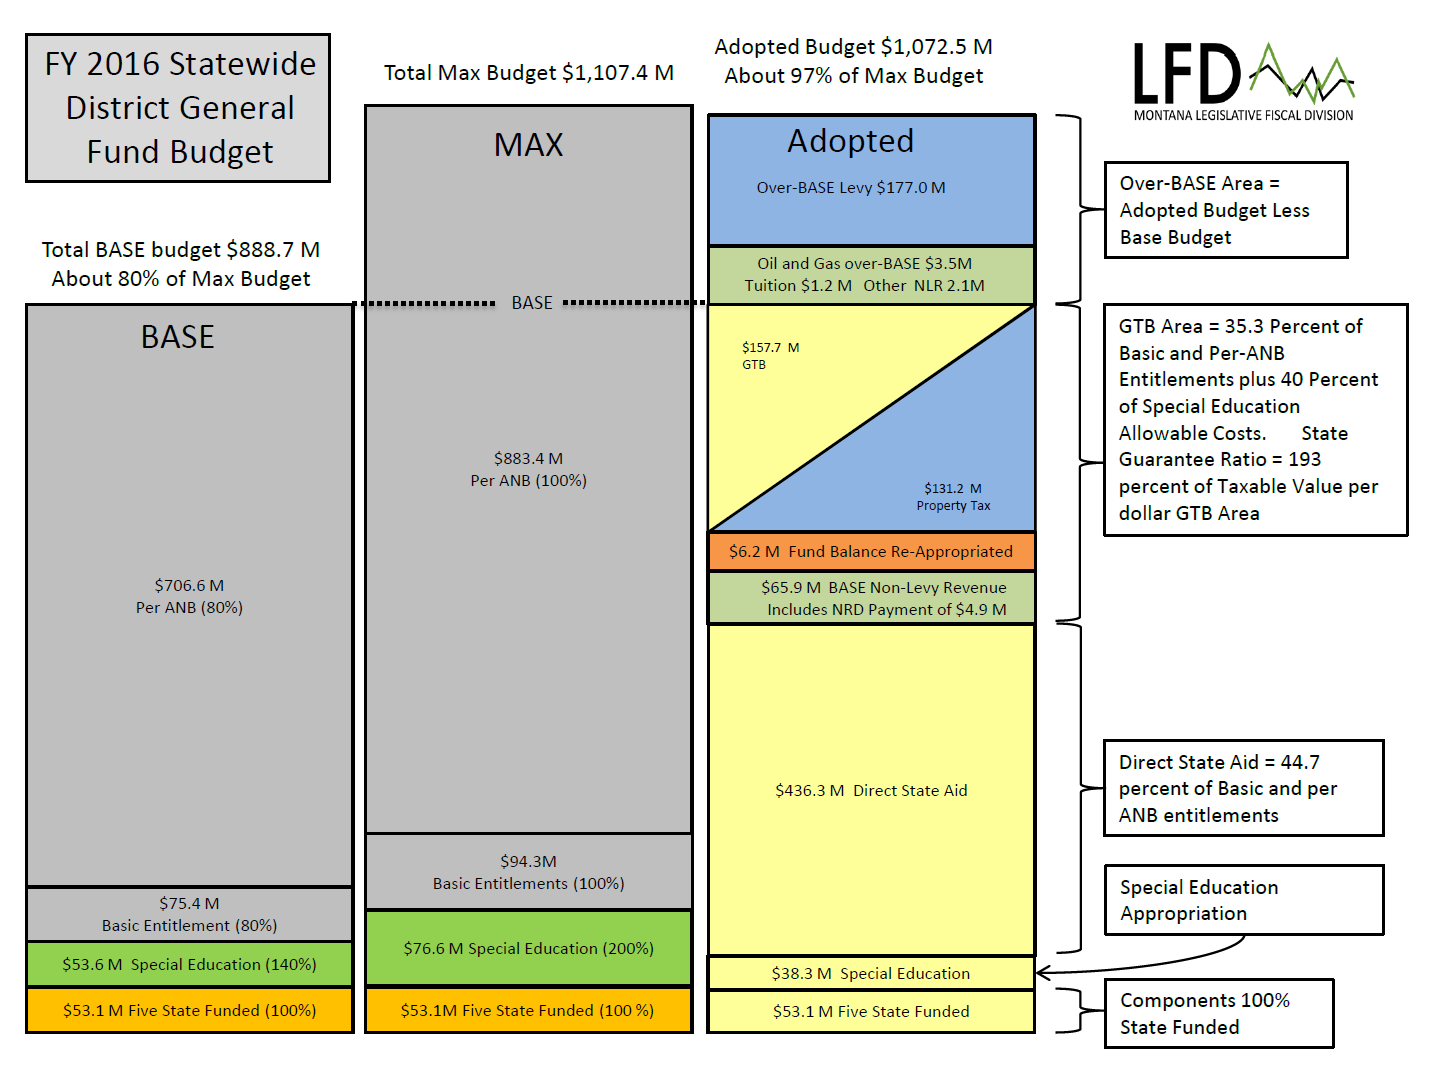 FY 2016 Statewide
District General
Fund Budget
Total BASE budget $888.7 M
About 80% of Max Budget
BASE
$706.6 M
Per ANB (80%)
$75.4 M
Basic Entitlement (80%)
$53.6 M Special Education (140%)
$53.1 M Five State Funded (100%)
Total Max Budget $1,107.4 M
MAX
BASE
$883.4 M
Per ANB (100%)
$94.3M
Basic Entitlements (100%)
$76.6 M Special Education (200%)
$53.1M Five State Funded (100 %)
Adopted Budget $1,072.5 M
About 97% of Max Budget
Adopted
Over-BASE Levy $177.0 M
Oil and Gas over-BASE $3.5M
Tuition $1.2 M Other NLR 2.1M
$157.7 M
GTB
$131.2 M
Property Tax
$6.2 M Fund Balance Re-Appropriated
$65.9 M BASE Non-Levy Revenue
Includes NRD Payment of $4.9 M
$436.3 M Direct State Aid
$38.3 M Special Education
$53.1 M Five State Funded
LFD
MONTANA LEGISLATIVE FISCAL DIVISION
Over-BASE Area =
Adopted Budget Less
Base Budget
GTB Area = 35.3 Percent of
Basic and Per-ANB
Entitlements plus 40 Percent
of Special Education
Allowable Costs. State
Guarantee Ratio = 193
percent of Taxable Value per
dollar GTB Area
Direct State Aid = 44.7
percent of Basic and per
ANB entitlements
Special Education
Appropriation
Components 100%
State Funded